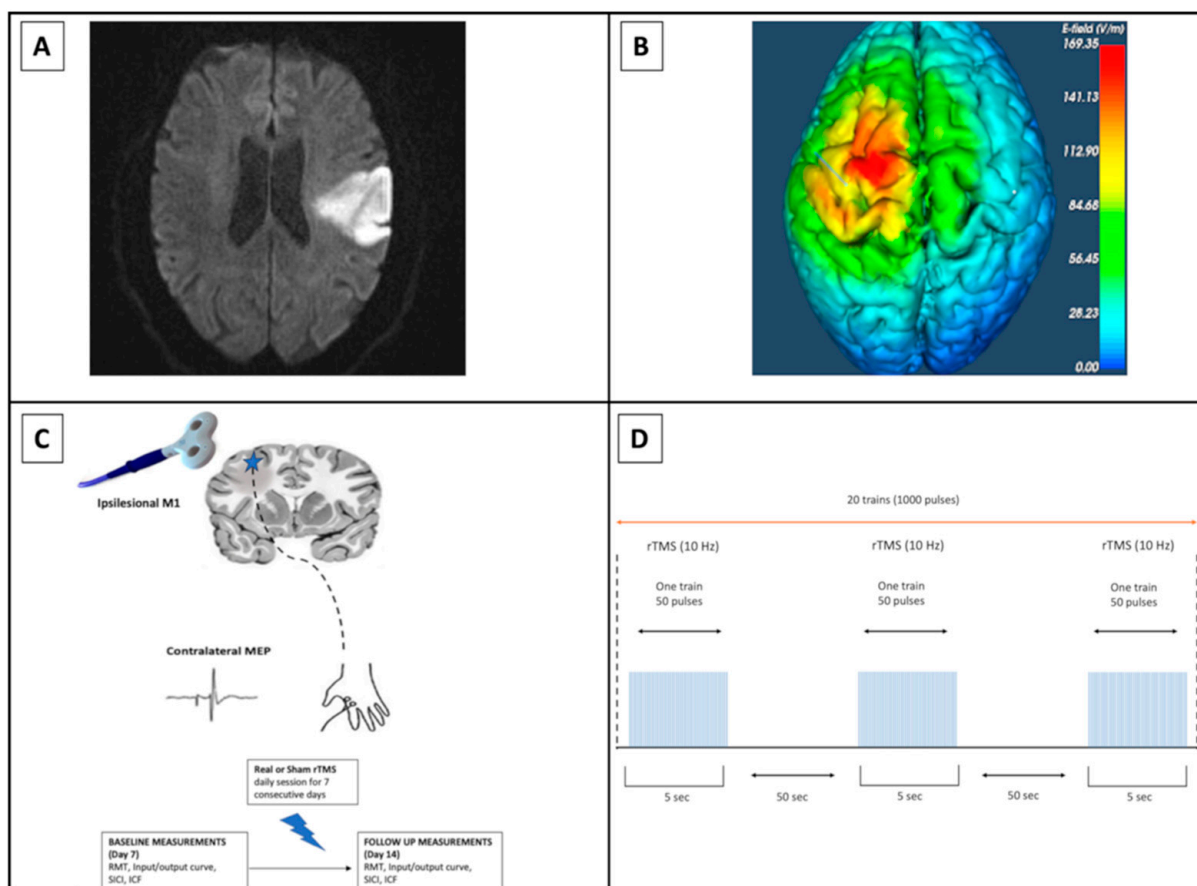 A
B
E-field (V/m)
169.35
141.13
112.90
84.68
56.45
28.23
0.00
C
Ipsilesional M1
Contralateral MEP
Real or Sham rTMS
daily session for 7
consecutive days
BASELINE MEASUREMENTS
(Day 7)
RMT, Input/output curve,
SICI, ICF
FOLLOW UP MEASUREMENTS
(Day 14)
RMT, Input/output curve,
SICI, ICF
D
20 trains (1000 pulses)
rTMS (10 Hz)
rTMS (10 Hz)
rTMS (10 Hz)
One train
50 pulses
One train
50 pulses
One train
50 pulses
5 sec
50 sec
5 sec
50 sec
5 sec